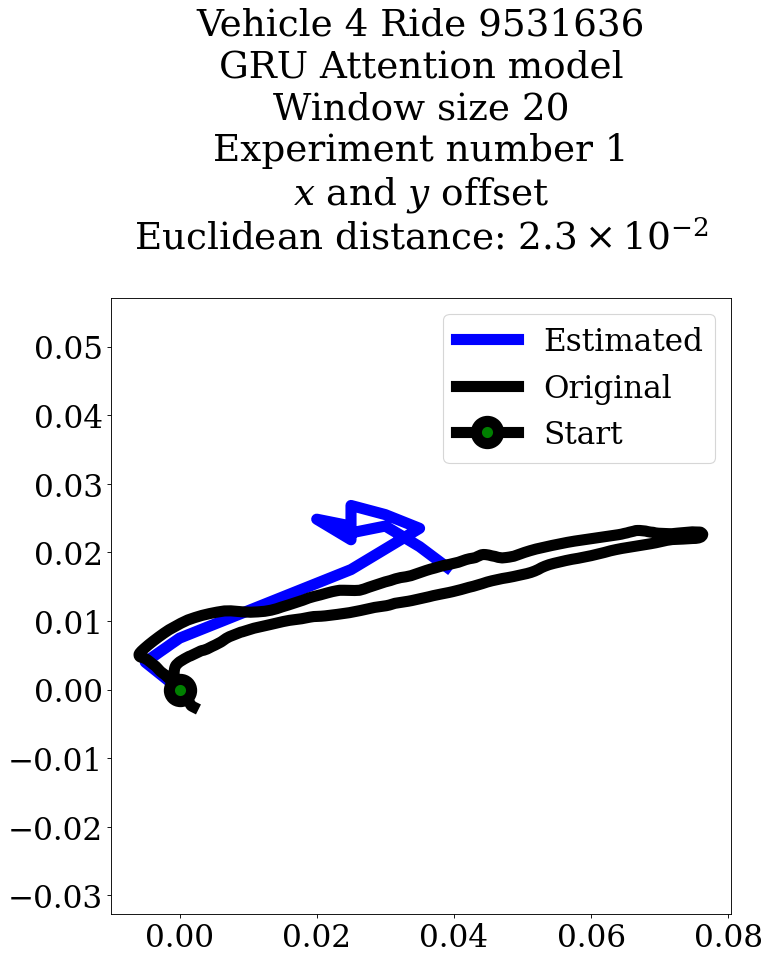 Vehicle 4 Ride 9531636
GRU Attention model
Window size 20
Experiment number 1
x and y offset
Euclidean distance: 2.3 × 10⁻²
Estimated
Original
Start
0.05
0.04
0.03
0.02
0.01
0.00
−0.01
−0.02
−0.03
0.00 0.02 0.04 0.06 0.08